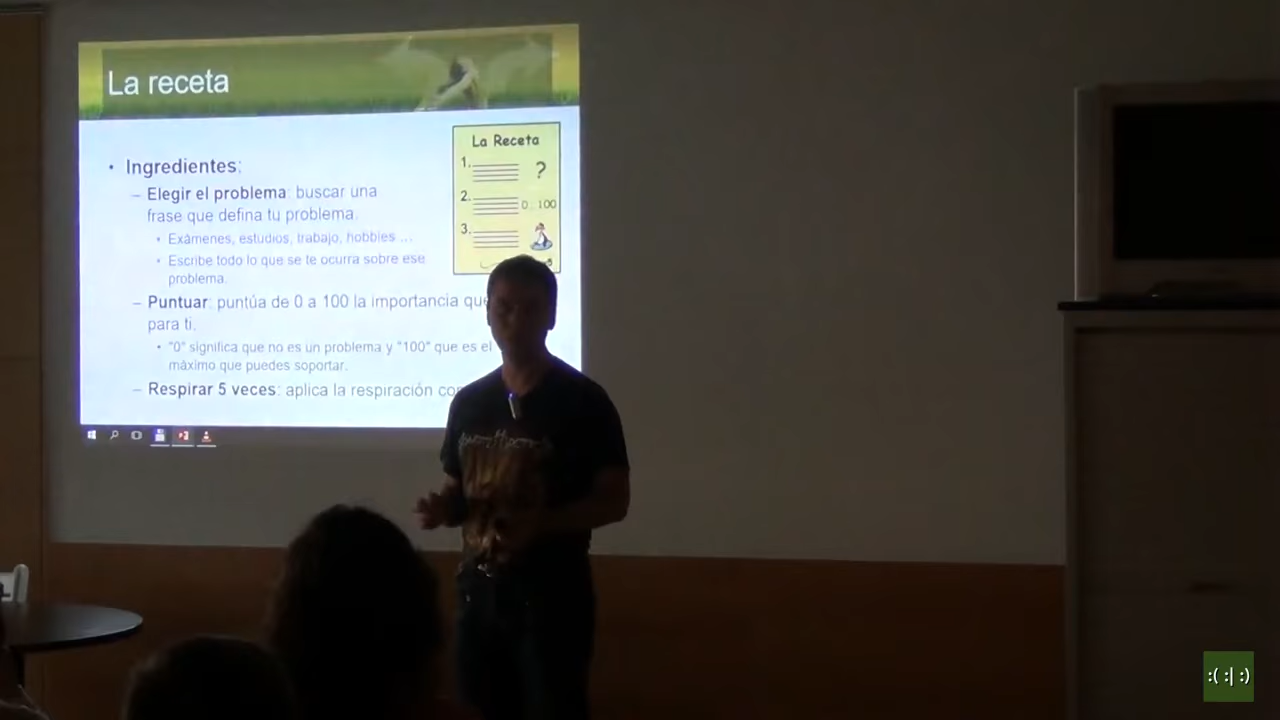 La receta
• Ingredientes:
– Elegir el problema: buscar una
frase que defina tu problema.
• Exámenes, estudios, trabajo, hobbies ...
• Escribe todo lo que se te ocurra sobre ese
problema.
– Puntuar: puntúa de 0 a 100 la importancia que
para ti.
• "0" significa que no es un problema y "100" que es el
máximo que puedes soportar.
– Respirar 5 veces: aplica la respiración
La Receta
1.
?
2.
0 . 100
3.
:( :| :)